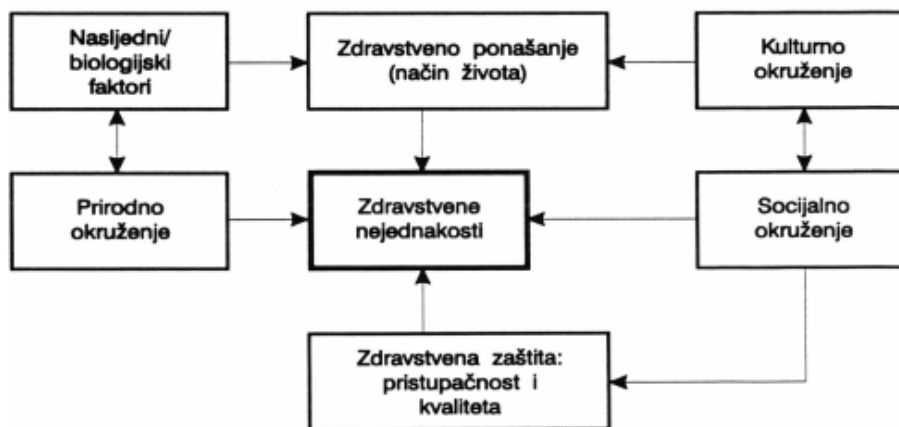 Nasljedni/
biologijski
faktori
Zdravstveno ponašanje
(način života)
Kulturno
okruženje
Prirodno
okruženje
Zdravstvene
nejednakosti
Socijalno
okruženje
Zdravstvena zaštita:
pristupačnost i
kvaliteta